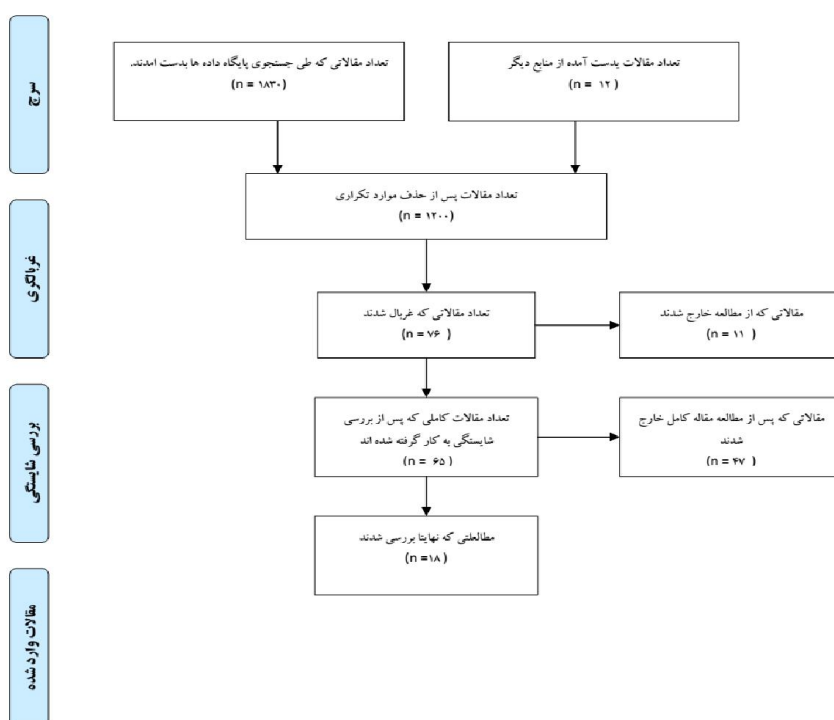 سرچ
تعداد مقالاتی که طی جستجوی پایگاه داده ها بدست امدند.
(n = ۱۸۳۰)
تعداد مقالات بدست آمده از منابع دیگر
(n = ۱۲)
تعداد مقالات پس از حذف موارد تکراری
(n = ۱۲۰۰)
غربالگری
تعداد مقالاتی که غربال شدند
(n = ۷۶)
مقالاتی که از مطالعه خارج شدند
(n = ۱۱)
بررسی شایستگی
تعداد مقالات کاملی که پس از بررسی
شایستگی به کار گرفته شده اند
(n = ۶۵)
مقالاتی که پس از مطالعه مقاله کامل خارج
شدند
(n = ۴۷)
مطالعلتی که نهایتا بررسی شدند
(n =۱۸)
مقالات وارد شده